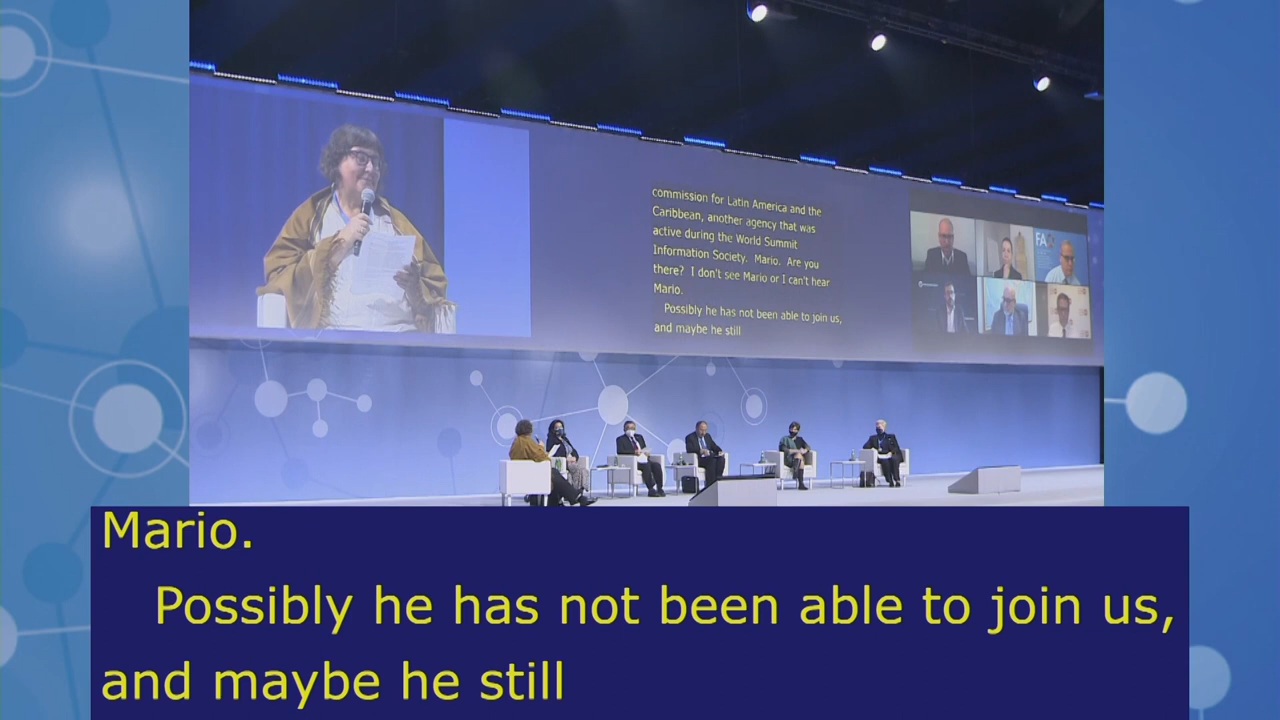 commission for Latin America and the
Caribbean, another agency that was
active during the World Summit
Information Society. Mario. Are you
there? I don't see Mario or I can't hear
Mario.
Possibly he has not been able to join us,
and maybe he still
FA
Mario.
Possibly he has not been able to join us,
and maybe he still